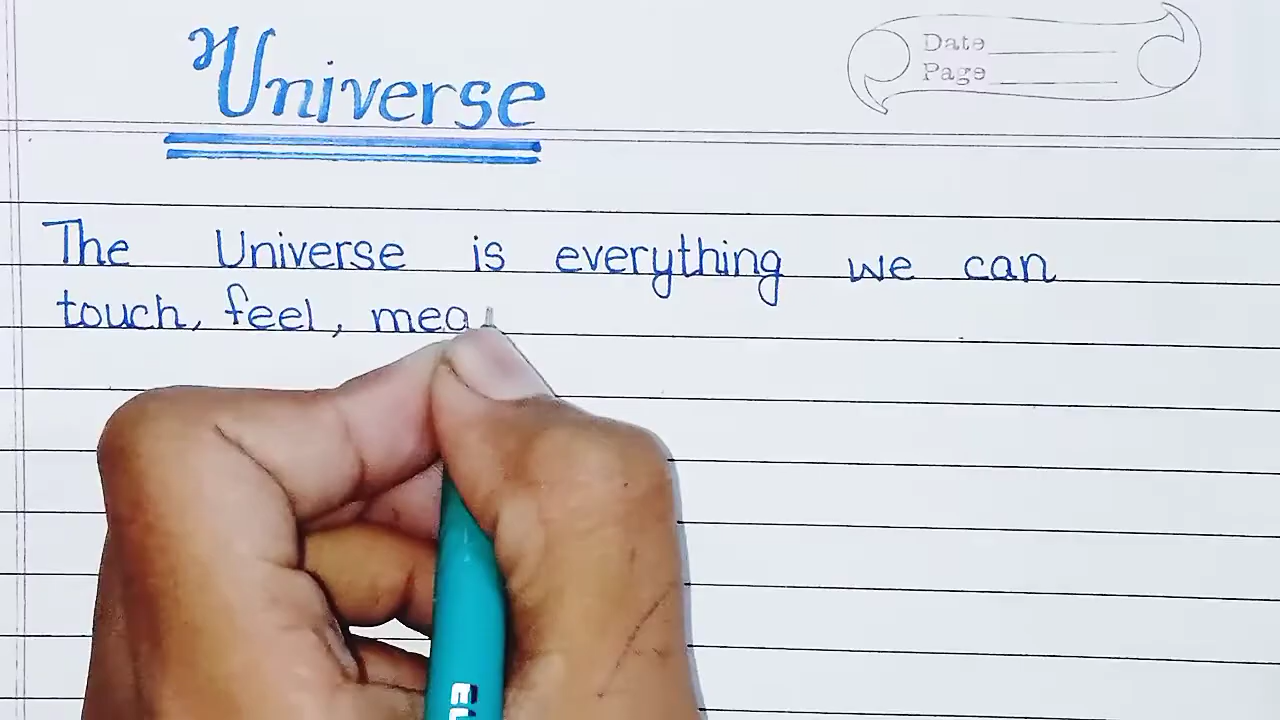 Universe
Date
Page
The Universe is everything we can
touch, feel, mea